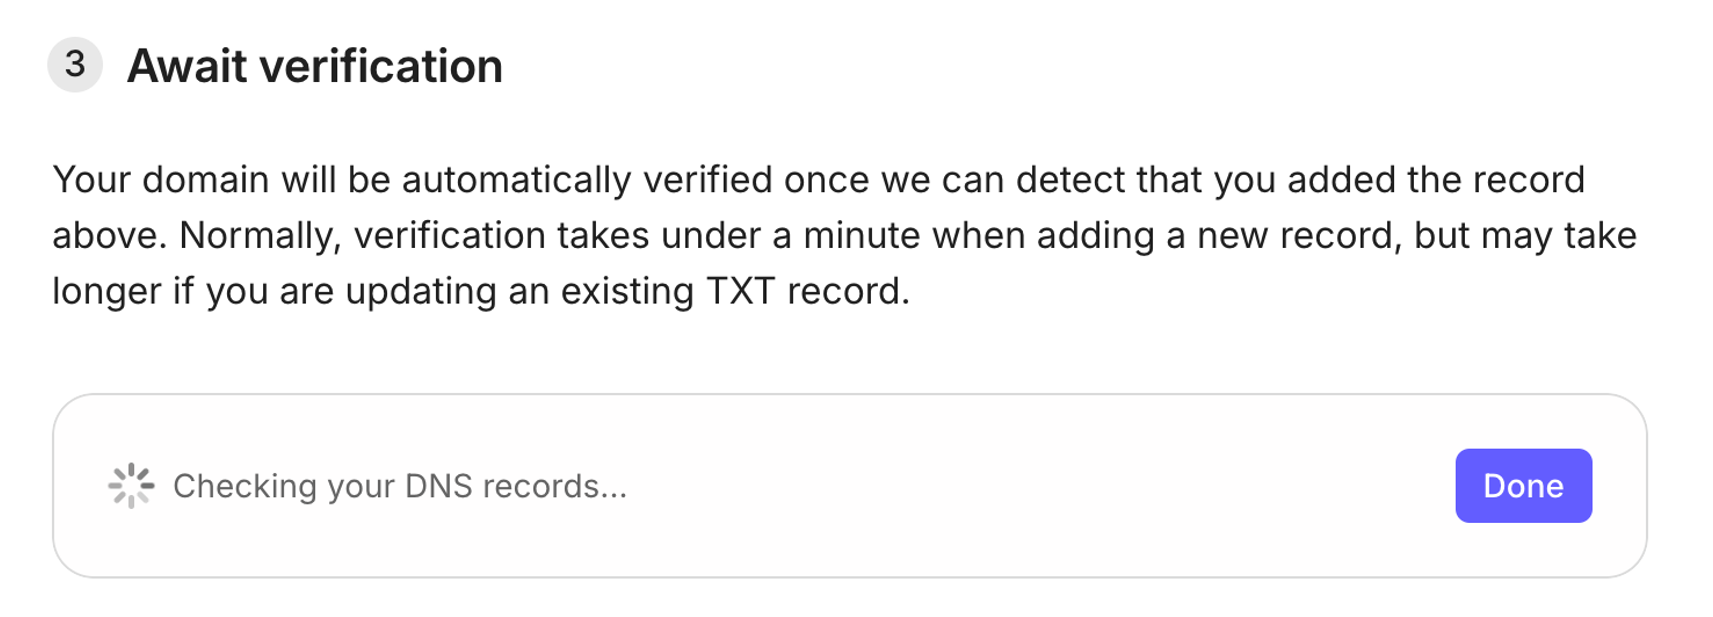 3 Await verification
Your domain will be automatically verified once we can detect that you added the record
above. Normally, verification takes under a minute when adding a new record, but may take
longer if you are updating an existing TXT record.
Checking your DNS records...
Done